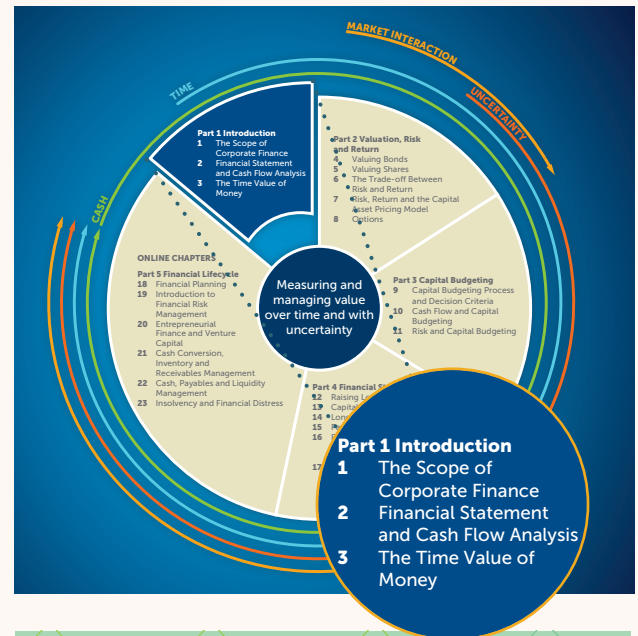 MARKET INTERACTION
UNCERTAINTY
TIME
CASH
Part 1 Introduction
1 The Scope of
Corporate Finance
2 Financial Statement
and Cash Flow Analysis
3 The Time Value of
Money
Part 2 Valuation, Risk
and Return
4 Valuing Bonds
5 Valuing Shares
6 The Trade-off Between
Risk and Return
7 Risk, Return and the Capital
Asset Pricing Model
8 Options
Part 3 Capital Budgeting
9 Capital Budgeting Process
and Decision Criteria
10 Cash Flow and Capital
Budgeting
11 Risk and Capital Budgeting
Measuring and
managing value
over time and with
uncertainty
ONLINE CHAPTERS
Part 5 Financial Lifecycle
18 Financial Planning
19 Introduction to
Financial Risk
Management
20 Entrepreneurial
Finance and Venture
Capital
21 Cash Conversion,
Inventory and
Receivables Management
22 Cash, Payables and Liquidity
Management
23 Insolvency and Financial Distress
Part 4 Financial
12 Raising
13 Capital
14
15
16
17
Part 1 Introduction
1 The Scope of
Corporate Finance
2 Financial Statement
and Cash Flow Analysis
3 The Time Value of
Money